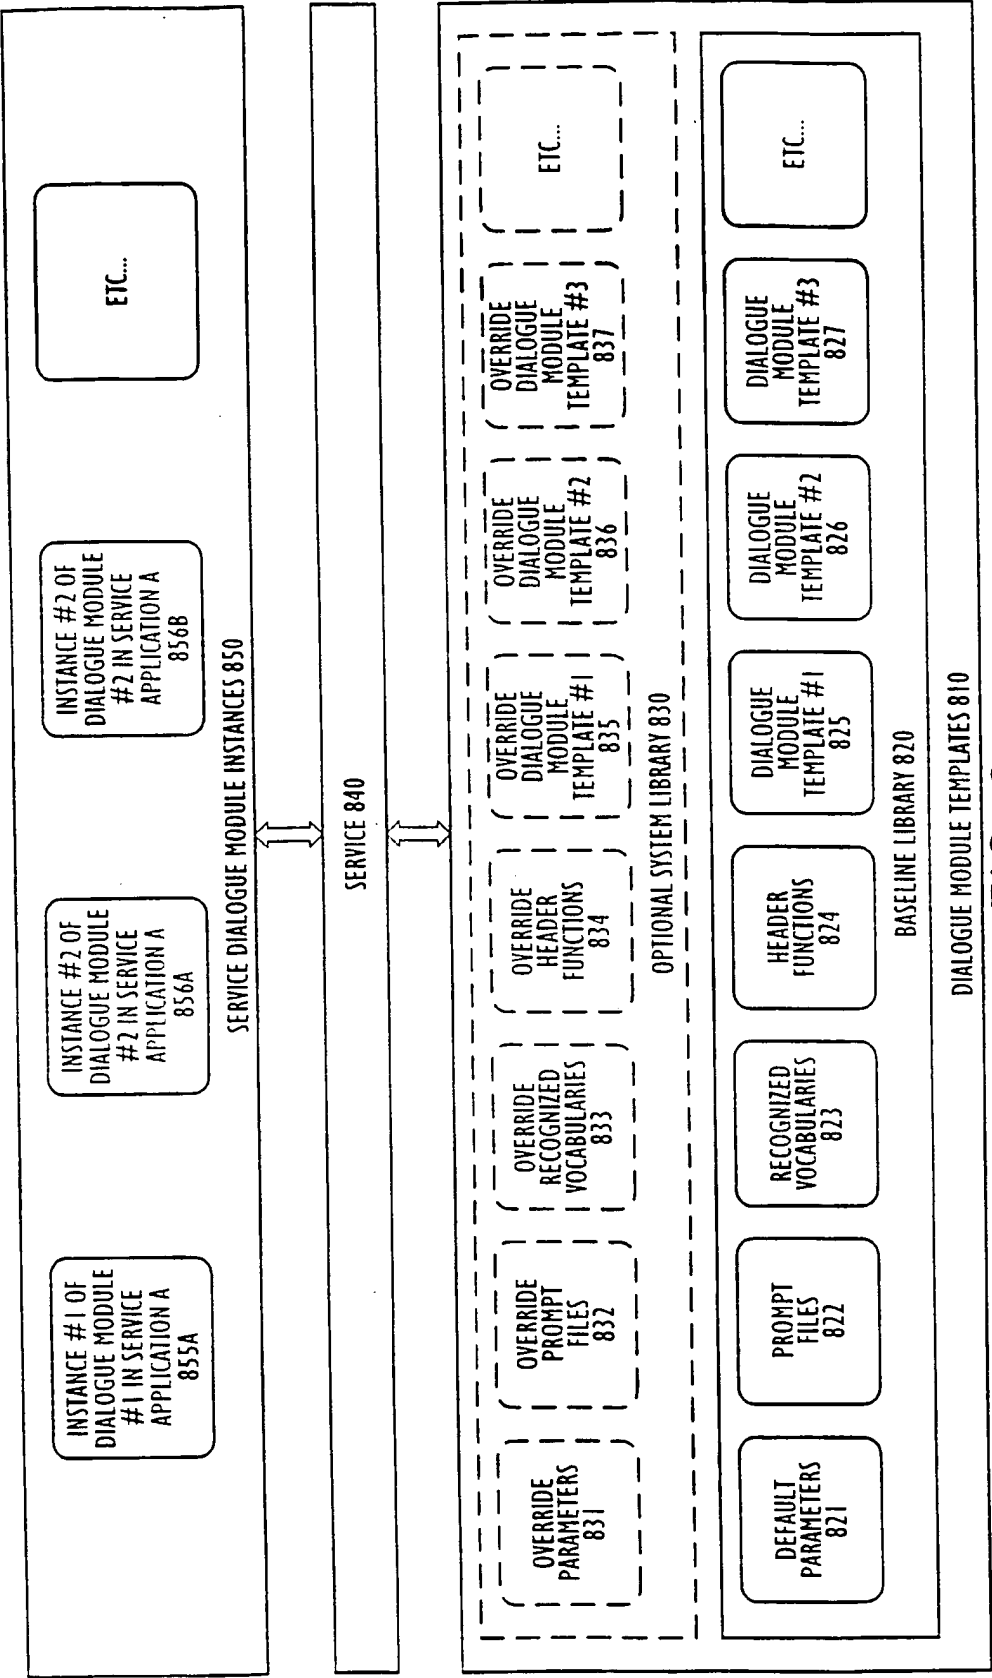 INSTANCE #1 OF
DIALOGUE MODULE
#1 IN SERVICE
APPLICATION A
855A
INSTANCE #2 OF
DIALOGUE MODULE
#2 IN SERVICE
APPLICATION A
856A
INSTANCE #2 OF
DIALOGUE MODULE
#2 IN SERVICE
APPLICATION A
856B
ETC...
SERVICE DIALOGUE MODULE INSTANCES 850
SERVICE 840
OVERRIDE
PARAMETERS
831
OVERRIDE
PROMPT
FILES
832
OVERRIDE
RECOGNIZED
VOCABULARIES
833
OVERRIDE
HEADER
FUNCTIONS
834
OVERRIDE
DIALOGUE
MODULE
TEMPLATE #1
835
OVERRIDE
DIALOGUE
MODULE
TEMPLATE #2
836
OVERRIDE
DIALOGUE
MODULE
TEMPLATE #3
837
ETC...
OPTIONAL SYSTEM LIBRARY 830
DEFAULT
PARAMETERS
821
PROMPT
FILES
822
RECOGNIZED
VOCABULARIES
823
HEADER
FUNCTIONS
824
DIALOGUE
MODULE
TEMPLATE #1
825
DIALOGUE
MODULE
TEMPLATE #2
826
DIALOGUE
MODULE
TEMPLATE #3
827
ETC...
BASELINE LIBRARY 820
DIALOGUE MODULE TEMPLATES 810